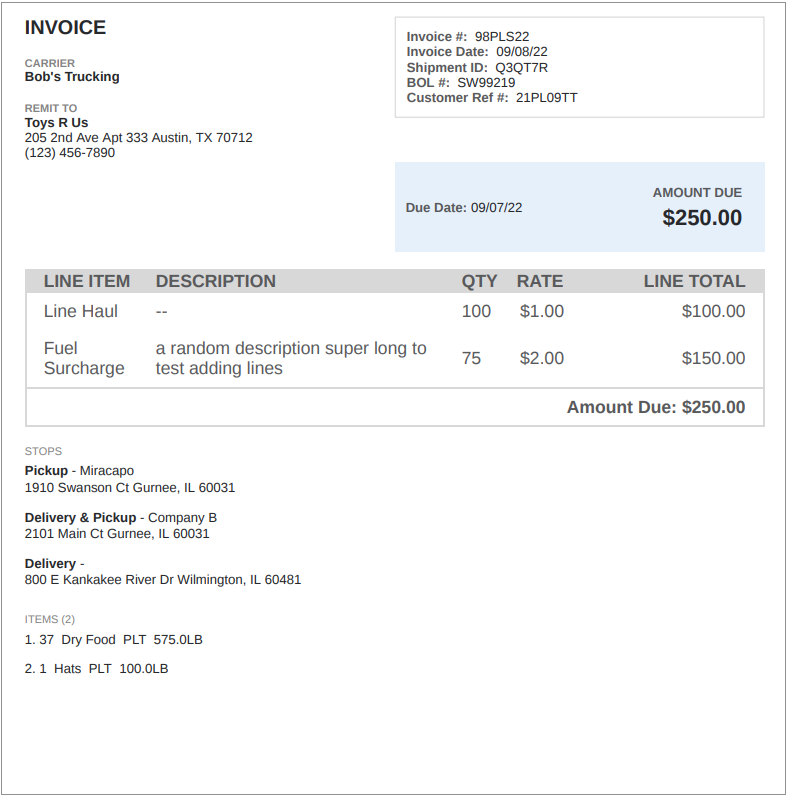 INVOICE
CARRIER
Bob's Trucking
REMIT TO
Toys R Us
205 2nd Ave Apt 333 Austin, TX 70712
(123) 456-7890
Invoice #: 98PLS22
Invoice Date: 09/08/22
Shipment ID: Q3QT7R
BOL #: SW99219
Customer Ref #: 21PL09TT
Due Date: 09/07/22
AMOUNT DUE
$250.00
LINE ITEM DESCRIPTION QTY RATE LINE TOTAL
Line Haul -- 100 $1.00 $100.00
Fuel Surcharge a random description super long to test adding lines 75 $2.00 $150.00
Amount Due: $250.00
STOPS
Pickup - Miracapo
1910 Swanson Ct Gurnee, IL 60031
Delivery & Pickup - Company B
2101 Main Ct Gurnee, IL 60031
Delivery -
800 E Kankakee River Dr Wilmington, IL 60481
ITEMS (2)
1. 37 Dry Food PLT 575.0LB
2. 1 Hats PLT 100.0LB